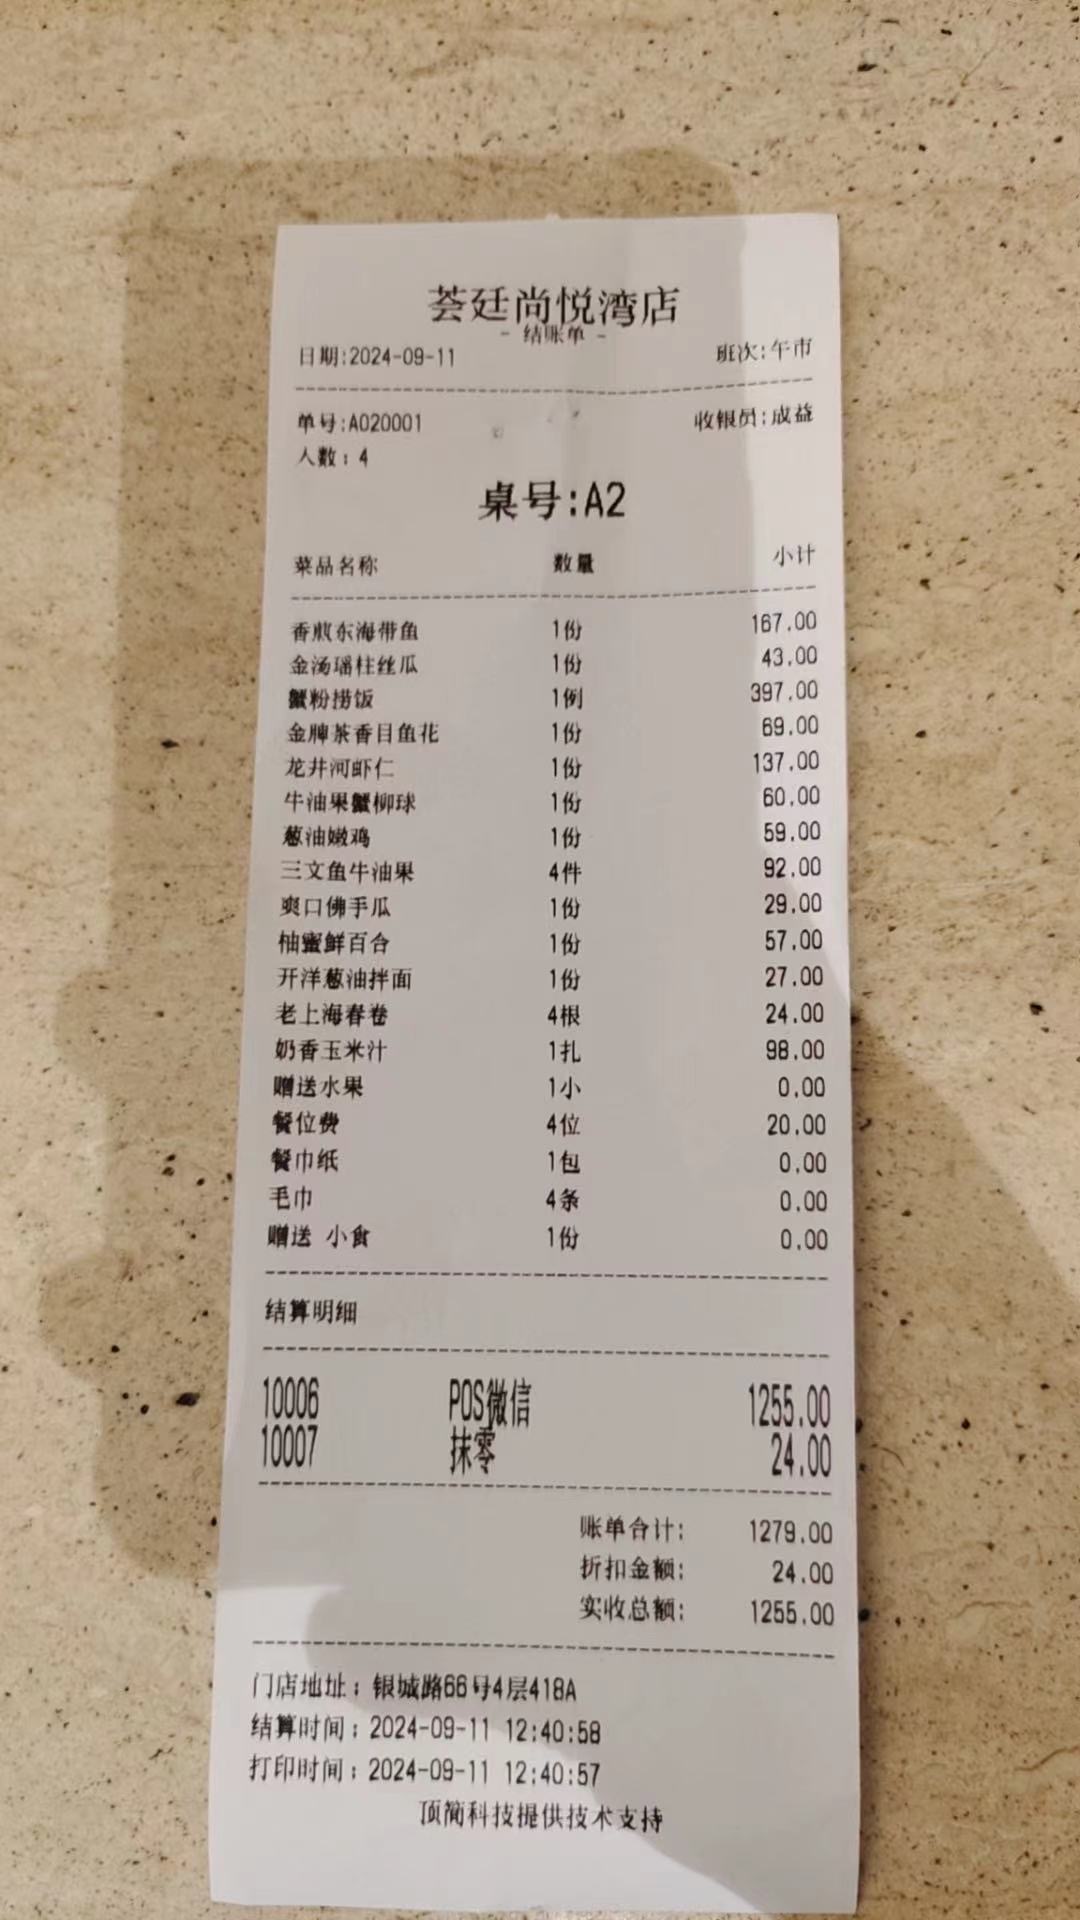 荟廷尚悦湾店
- 结账单 -
日期:2024-09-11 班次:午市
单号:A020001 收银员:成益
人数：4
桌号:A2
菜品名称 数量 小计
香煎东海带鱼 1份 167.00
金汤瑶柱丝瓜 1份 43.00
蟹粉捞饭 1例 397.00
金牌茶香目鱼花 1份 69.00
龙井河虾仁 1份 137.00
牛油果蟹柳球 1份 60.00
葱油嫩鸡 1份 59.00
三文鱼牛油果 4件 92.00
爽口佛手瓜 1份 29.00
柚蜜鲜百合 1份 57.00
开洋葱油拌面 1份 27.00
老上海春卷 4根 24.00
奶香玉米汁 1扎 98.00
赠送水果 1小 0.00
餐位费 4位 20.00
餐巾纸 1包 0.00
毛巾 4条 0.00
赠送 小食 1份 0.00
结算明细
10006 POS微信 1255.00
10007 抹零 24.00
账单合计: 1279.00
折扣金额: 24.00
实收总额: 1255.00
门店地址：银城路66号4层418A
结算时间：2024-09-11 12:40:58
打印时间：2024-09-11 12:40:57
顶简科技提供技术支持